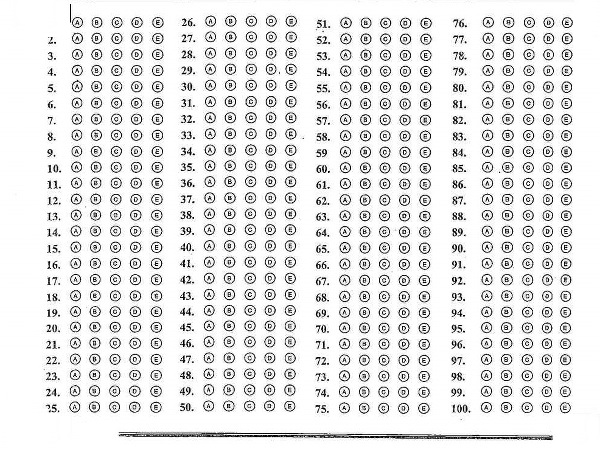 A B C D E
2. A B C D E
3. A B C D E
4. A B C D E
5. A B C D E
6. A B C D E
7. A B C D E
8. A B C D E
9. A B C D E
10. A B C D E
11. A B C D E
12. A B C D E
13. A B C D E
14. A B C D E
15. A B C D E
16. A B C D E
17. A B C D E
18. A B C D E
19. A B C D E
20. A B C D E
21. A B C D E
22. A B C D E
23. A B C D E
24. A B C D E
25. A B C D E
26. A B C D E
27. A B C D E
28. A B C D E
29. A B C D E
30. A B C D E
31. A B C D E
32. A B C D E
33. A B C D E
34. A B C D E
35. A B C D E
36. A B C D E
37. A B C D E
38. A B C D E
39. A B C D E
40. A B C D E
41. A B C D E
42. A B C D E
43. A B C D E
44. A B C D E
45. A B C D E
46. A B C D E
47. A B C D E
48. A B C D E
49. A B C D E
50. A B C D E
51. A B C D E
52. A B C D E
53. A B C D E
54. A B C D E
55. A B C D E
56. A B C D E
57. A B C D E
58. A B C D E
59 A B C D E
60. A B C D E
61. A B C D E
62. A B C D E
63. A B C D E
64. A B C D E
65. A B C D E
66. A B C D E
67. A B C D E
68. A B C D E
69. A B C D E
70. A B C D E
71. A B C D E
72. A B C D E
73. A B C D E
74. A B C D E
75. A B C D E
76. A B C D E
77. A B C D E
78. A B C D E
79. A B C D E
80. A B C D E
81. A B C D E
82. A B C D E
83. A B C D E
84. A B C D E
85. A B C D E
86. A B C D E
87. A B C D E
88. A B C D E
89. A B C D E
90. A B C D E
91. A B C D E
92. A B C D E
93. A B C D E
94. A B C D E
95. A B C D E
96. A B C D E
97. A B C D E
98. A B C D E
99. A B C D E
100. A B C D E